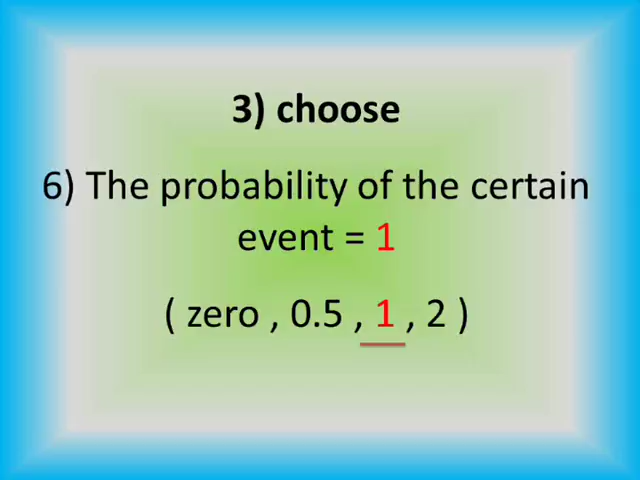 3) choose
6) The probability of the certain
event = 1
( zero , 0.5 , 1 , 2 )